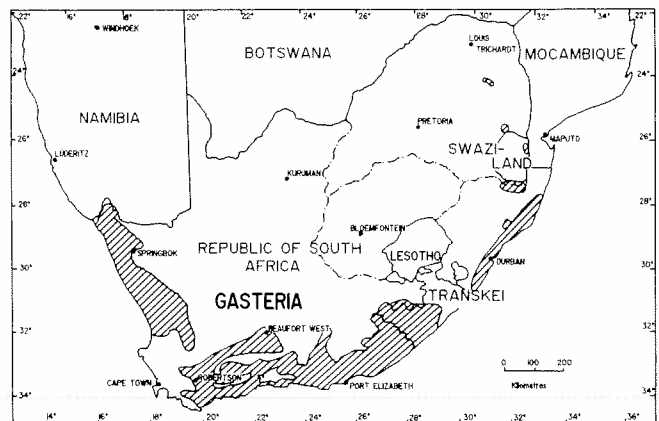 22° 16° 18° 20° 22° 24° 26° 28° 30° 32° 34° 36° 22°
WINDHOEK
LOUIS
TRICHARDT
BOTSWANA
MOCAMBIQUE
24° 24°
NAMIBIA
PRETORIA
26° MAPUTO 26°
LÜDERITZ
SWAZI-
LAND
KURUMAN
28° 28°
BLOEMFONTEIN
SPRINGBOK
REPUBLIC OF SOUTH
AFRICA
LESOTHO
DURBAN
30° 30°
GASTERIA
TRANSKEI
32° BEAUFORT WEST 32°
0 100 200
Kilometres
CAPE TOWN
ROBERTSON
PORT ELIZABETH
34° 34°
14° 16° 18° 20° 22° 24° 26° 28° 30° 32° 34°